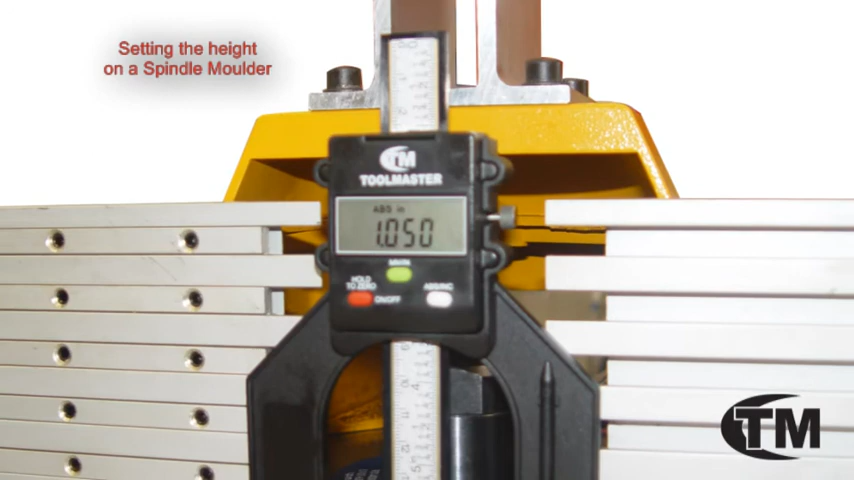 Setting the height
on a Spindle Moulder
TM
TOOLMASTER
ABS in
1.050
MM/IN
HOLD
TO ZERO
ON/OFF
ABS/INC
TM